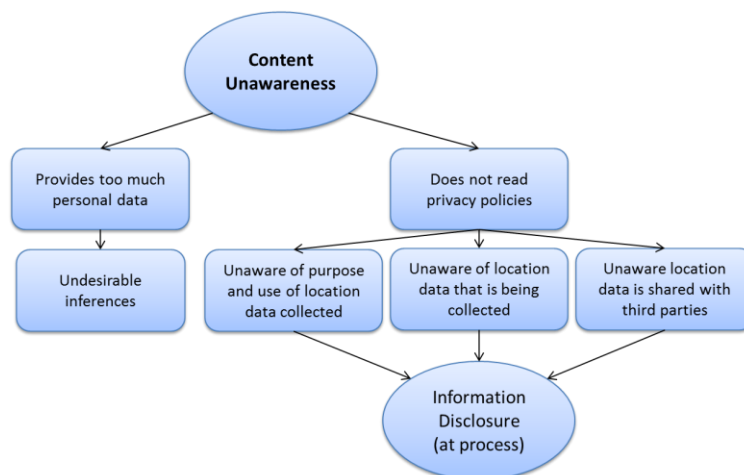 Content
Unawareness
Provides too much
personal data
Does not read
privacy policies
Undesirable
inferences
Unaware of purpose
and use of location
data collected
Unaware of location
data that is being
collected
Unaware location
data is shared with
third parties
Information
Disclosure
(at process)